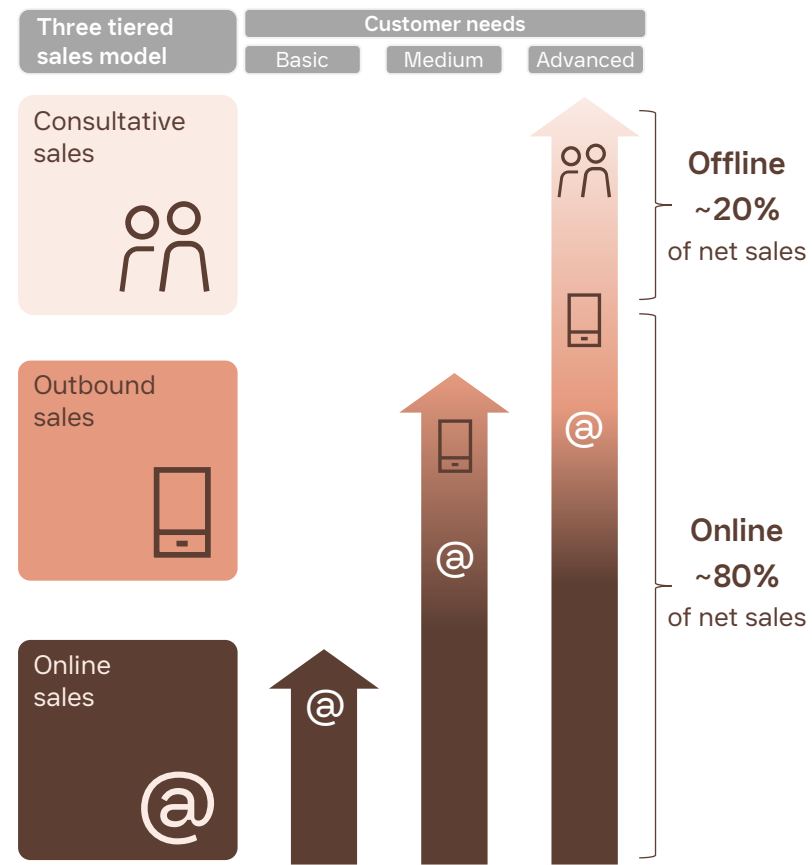 Three tiered
sales model
Customer needs
Basic
Medium
Advanced
Consultative
sales
Outbound
sales
@
@
Online
sales
@
@
@
Offline
~20%
of net sales
Online
~80%
of net sales